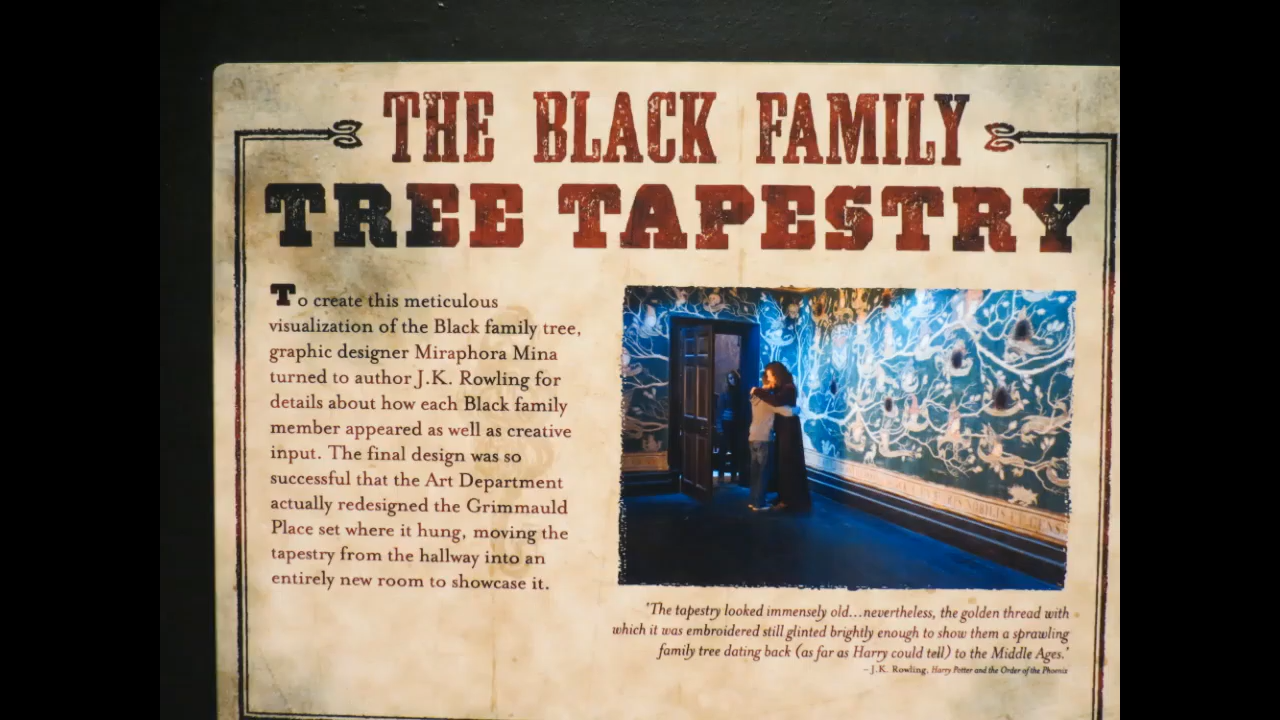 THE BLACK FAMILY
TREE TAPESTRY
To create this meticulous
visualization of the Black family tree,
graphic designer Miraphora Mina
turned to author J.K. Rowling for
details about how each Black family
member appeared as well as creative
input. The final design was so
successful that the Art Department
actually redesigned the Grimmauld
Place set where it hung, moving the
tapestry from the hallway into an
entirely new room to showcase it.
'The tapestry looked immensely old...nevertheless, the golden thread with
which it was embroidered still glinted brightly enough to show them a sprawling
family tree dating back (as far as Harry could tell) to the Middle Ages.'
– J.K. Rowling, Harry Potter and the Order of the Phoenix